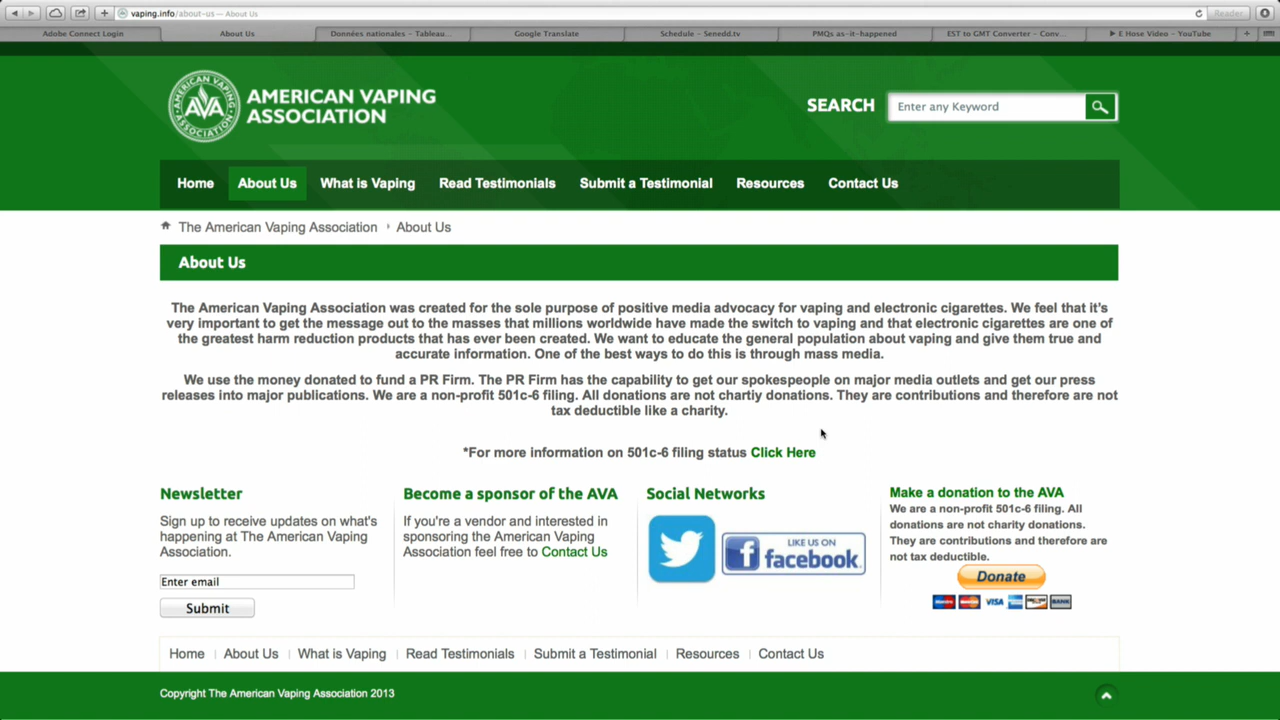 vaping.info/about-us — About Us
Reader
Adobe Connect Login
About Us
Données nationales - Tableau...
Google Translate
Schedule - Senedd.tv
PMQs as-it-happened
EST to GMT Converter - Conv...
▶ E Hose Video - YouTube
AVA
AMERICAN VAPING ASSOCIATION
AMERICAN VAPING
ASSOCIATION
SEARCH
Enter any Keyword
Home About Us What is Vaping Read Testimonials Submit a Testimonial Resources Contact Us
The American Vaping Association About Us
About Us
The American Vaping Association was created for the sole purpose of positive media advocacy for vaping and electronic cigarettes. We feel that it's
very important to get the message out to the masses that millions worldwide have made the switch to vaping and that electronic cigarettes are one of
the greatest harm reduction products that has ever been created. We want to educate the general population about vaping and give them true and
accurate information. One of the best ways to do this is through mass media.
We use the money donated to fund a PR Firm. The PR Firm has the capability to get our spokespeople on major media outlets and get our press
releases into major publications. We are a non-profit 501c-6 filing. All donations are not chartiy donations. They are contributions and therefore are not
tax deductible like a charity.
*For more information on 501c-6 filing status Click Here
Newsletter
Sign up to receive updates on what's
happening at The American Vaping
Association.
Enter email
Submit
Become a sponsor of the AVA
If you're a vendor and interested in
sponsoring the American Vaping
Association feel free to Contact Us
Social Networks
LIKE US ON
facebook
Make a donation to the AVA
We are a non-profit 501c-6 filing. All
donations are not charity donations.
They are contributions and therefore are
not tax deductible.
Donate
VISA
BANK
Home About Us What is Vaping Read Testimonials Submit a Testimonial Resources Contact Us
Copyright The American Vaping Association 2013